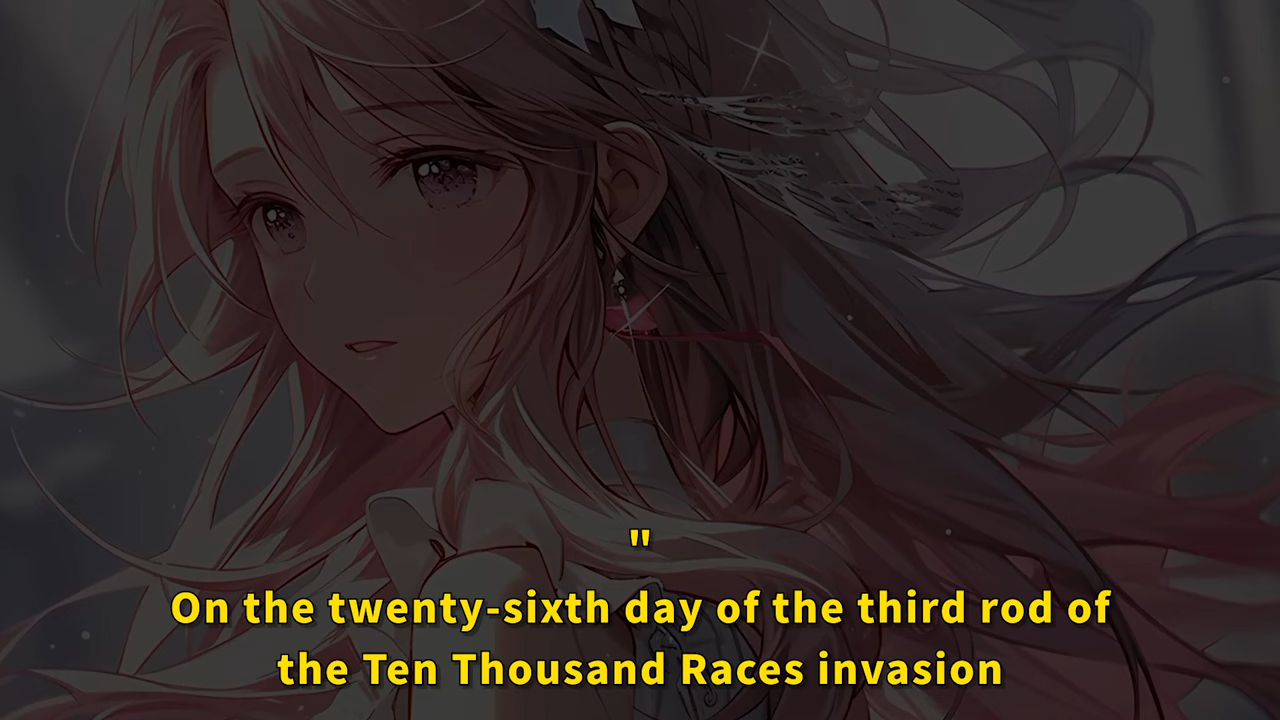 "
On the twenty-sixth day of the third rod of
the Ten Thousand Races invasion